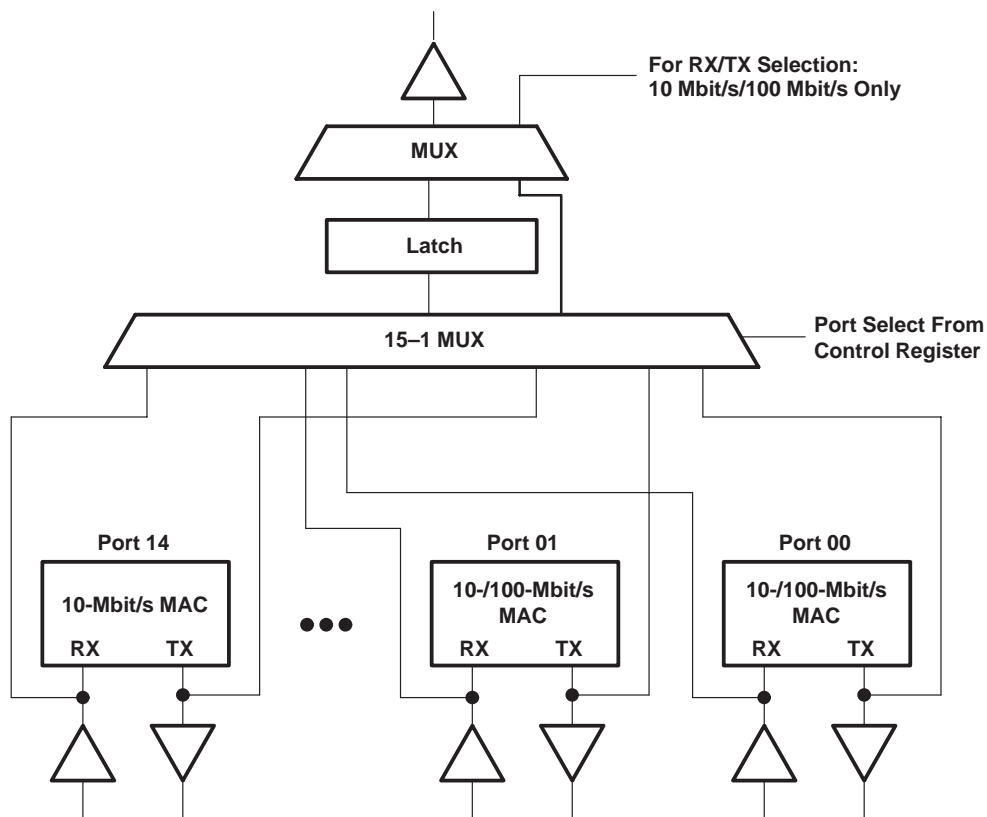 For RX/TX Selection:
10 Mbit/s/100 Mbit/s Only
MUX
Latch
15–1 MUX
Port Select From
Control Register
Port 14
Port 01
Port 00
10-Mbit/s MAC
10-/100-Mbit/s
MAC
10-/100-Mbit/s
MAC
RX
TX
RX
TX
RX
TX